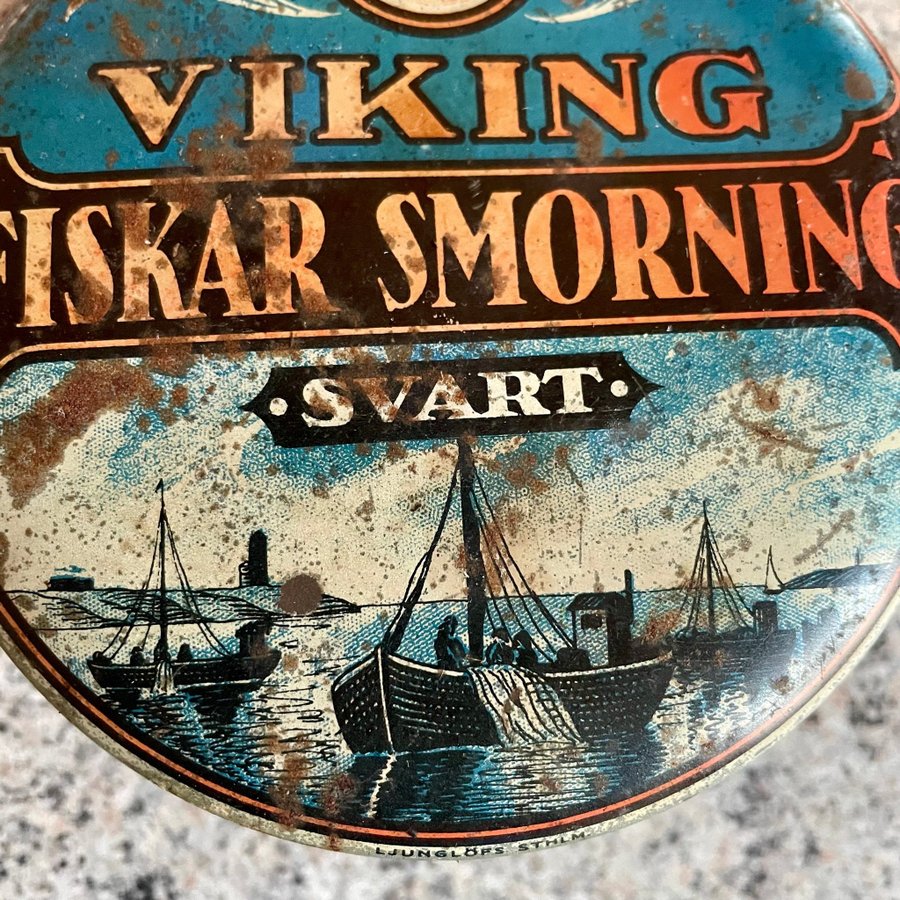 VIKING
FISKAR SMORNING
• SVART •
LJUNGLÖFS STHLM